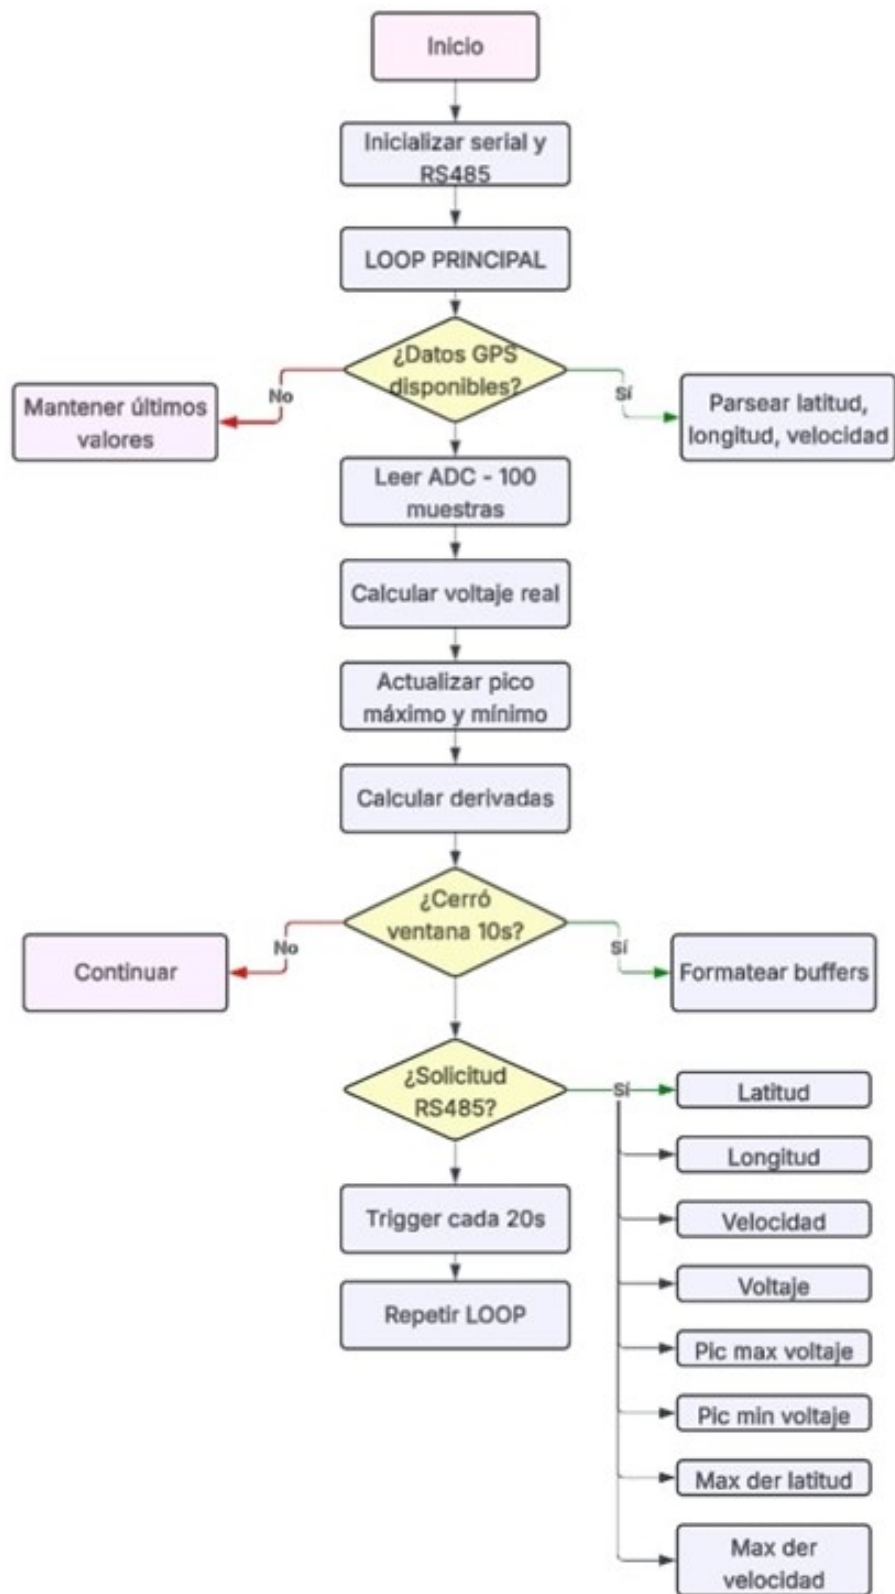 Inicio
Inicializar serial y
RS485
LOOP PRINCIPAL
¿Datos GPS
disponibles?
No
Sí
Mantener últimos
valores
Parsear latitud,
longitud, velocidad
Leer ADC - 100
muestras
Calcular voltaje real
Actualizar pico
máximo y mínimo
Calcular derivadas
¿Cerró
ventana 10s?
No
Sí
Continuar
Formatear buffers
¿Solicitud
RS485?
Sí
Latitud
Longitud
Velocidad
Trigger cada 20s
Voltaje
Repetir LOOP
Pic max voltaje
Pic min voltaje
Max der latitud
Max der
velocidad